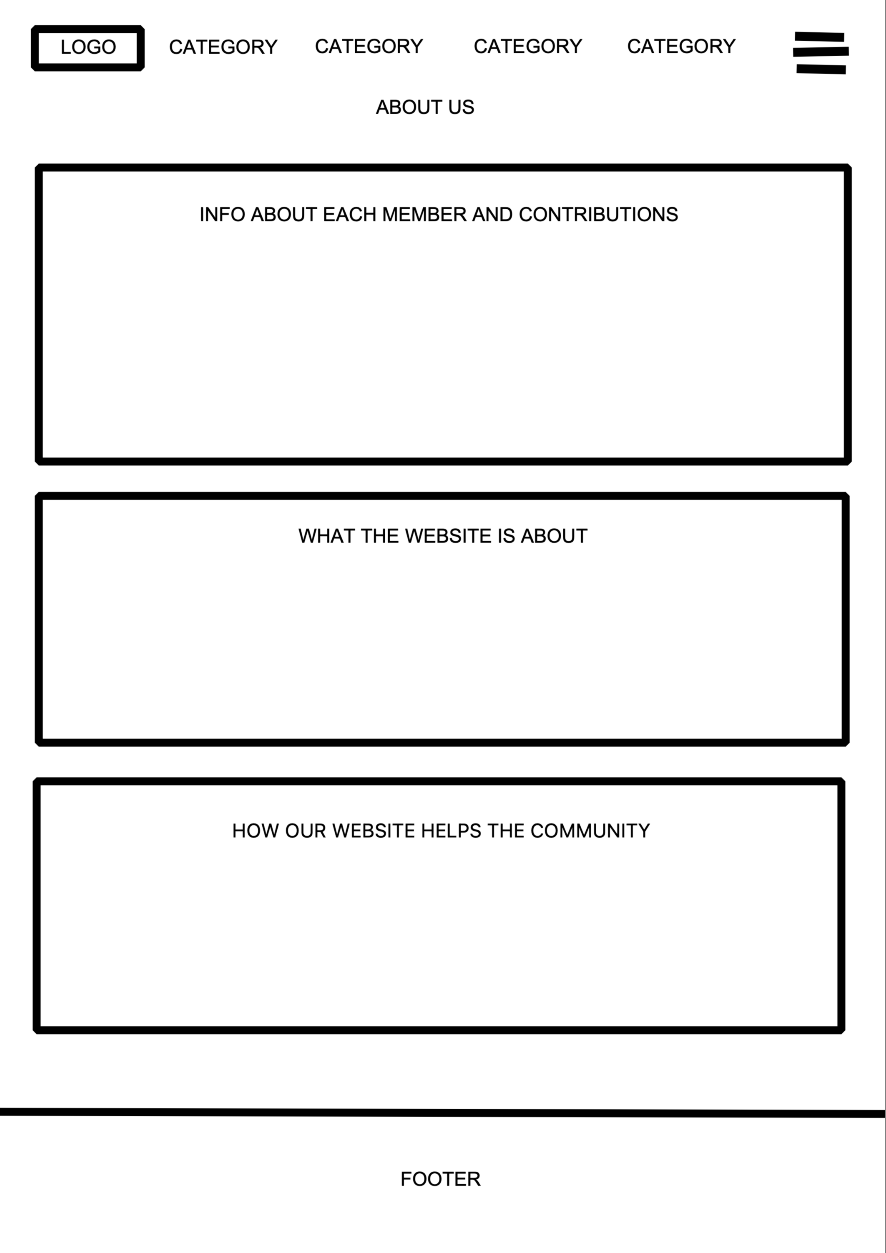 LOGO CATEGORY CATEGORY CATEGORY CATEGORY
ABOUT US
INFO ABOUT EACH MEMBER AND CONTRIBUTIONS
WHAT THE WEBSITE IS ABOUT
HOW OUR WEBSITE HELPS THE COMMUNITY
FOOTER